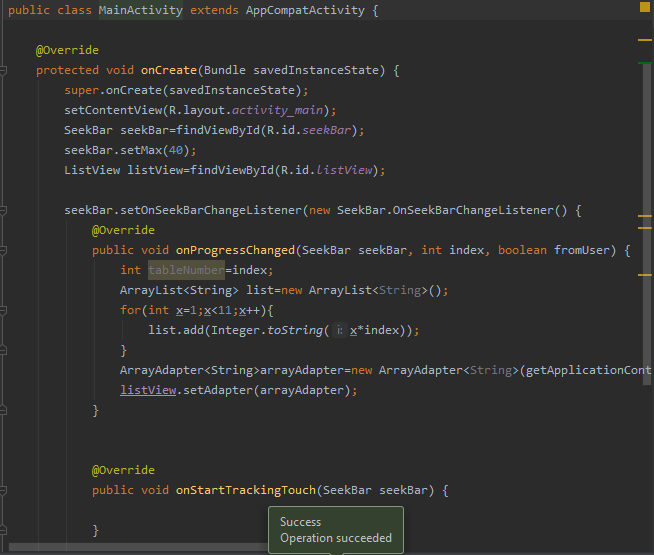 public class MainActivity extends AppCompatActivity {
@Override
protected void onCreate(Bundle savedInstanceState) {
super.onCreate(savedInstanceState);
setContentView(R.layout.activity_main);
SeekBar seekBar=findViewById(R.id.seekBar);
seekBar.setMax(40);
ListView listView=findViewById(R.id.listView);
seekBar.setOnSeekBarChangeListener(new SeekBar.OnSeekBarChangeListener() {
@Override
public void onProgressChanged(SeekBar seekBar, int index, boolean fromUser) {
int tableNumber=index;
ArrayList<String> list=new ArrayList<String>();
for(int x=1;x<11;x++){
list.add(Integer.toString( i: x*index));
}
ArrayAdapter<String>arrayAdapter=new ArrayAdapter<String>(getApplicationCont
listView.setAdapter(arrayAdapter);
}
@Override
public void onStartTrackingTouch(SeekBar seekBar) {
}
Success
Operation succeeded